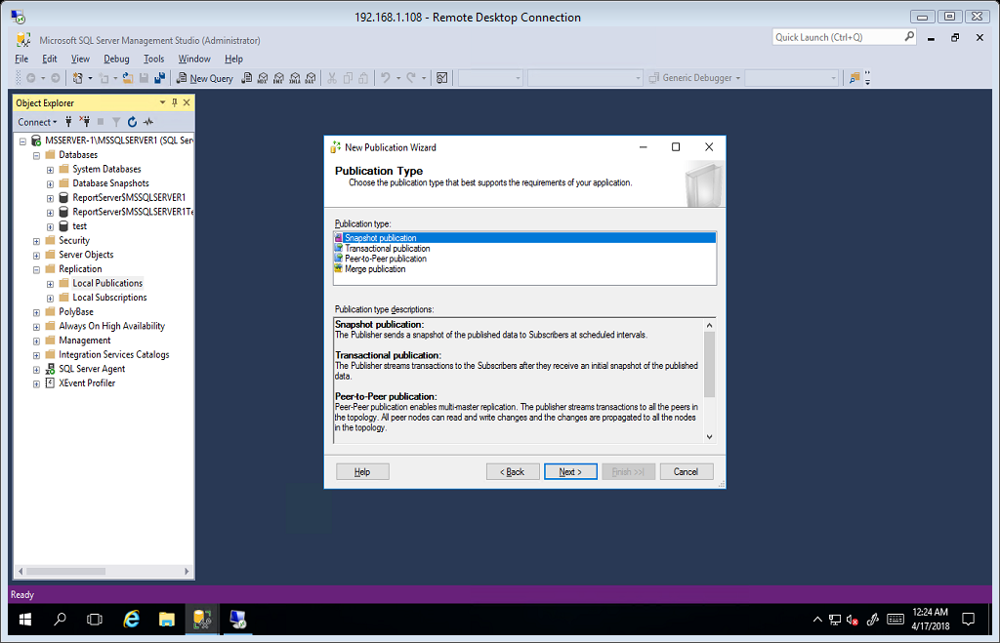 192.168.1.108 - Remote Desktop Connection
Microsoft SQL Server Management Studio (Administrator)
Quick Launch (Ctrl+Q)
File Edit View Debug Tools Window Help
New Query
MDX DMX XMLA DAX
Generic Debugger
Object Explorer
Connect
MSSERVER-1\MSSQLSERVER1 (SQL Ser
Databases
System Databases
Database Snapshots
ReportServer$MSSQLSERVER1
ReportServer$MSSQLSERVER1Te
test
Security
Server Objects
Replication
Local Publications
Local Subscriptions
PolyBase
Always On High Availability
Management
Integration Services Catalogs
SQL Server Agent
XEvent Profiler
New Publication Wizard
Publication Type
Choose the publication type that best supports the requirements of your application.
Publication type:
Snapshot publication
Transactional publication
Peer-to-Peer publication
Merge publication
Publication type descriptions:
Snapshot publication:
The Publisher sends a snapshot of the published data to Subscribers at scheduled intervals.
Transactional publication:
The Publisher streams transactions to the Subscribers after they receive an initial snapshot of the published
data.
Peer-to-Peer publication:
Peer-Peer publication enables multi-master replication. The publisher streams transactions to all the peers in
the topology. All peer nodes can read and write changes and the changes are propagated to all the nodes
in the topology.
Help < Back Next > Finish >>| Cancel
Ready
12:24 AM
4/17/2018